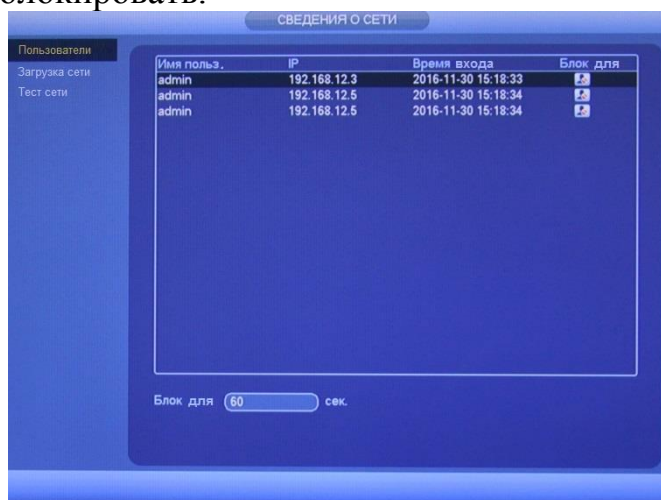 блокировать.
СВЕДЕНИЯ О СЕТИ
Пользователи
Загрузка сети
Тест сети
Имя польз. IP Время входа Блок для
admin 192.168.12.3 2016-11-30 15:18:33
admin 192.168.12.5 2016-11-30 15:18:34
admin 192.168.12.5 2016-11-30 15:18:34
Блок для 60 сек.